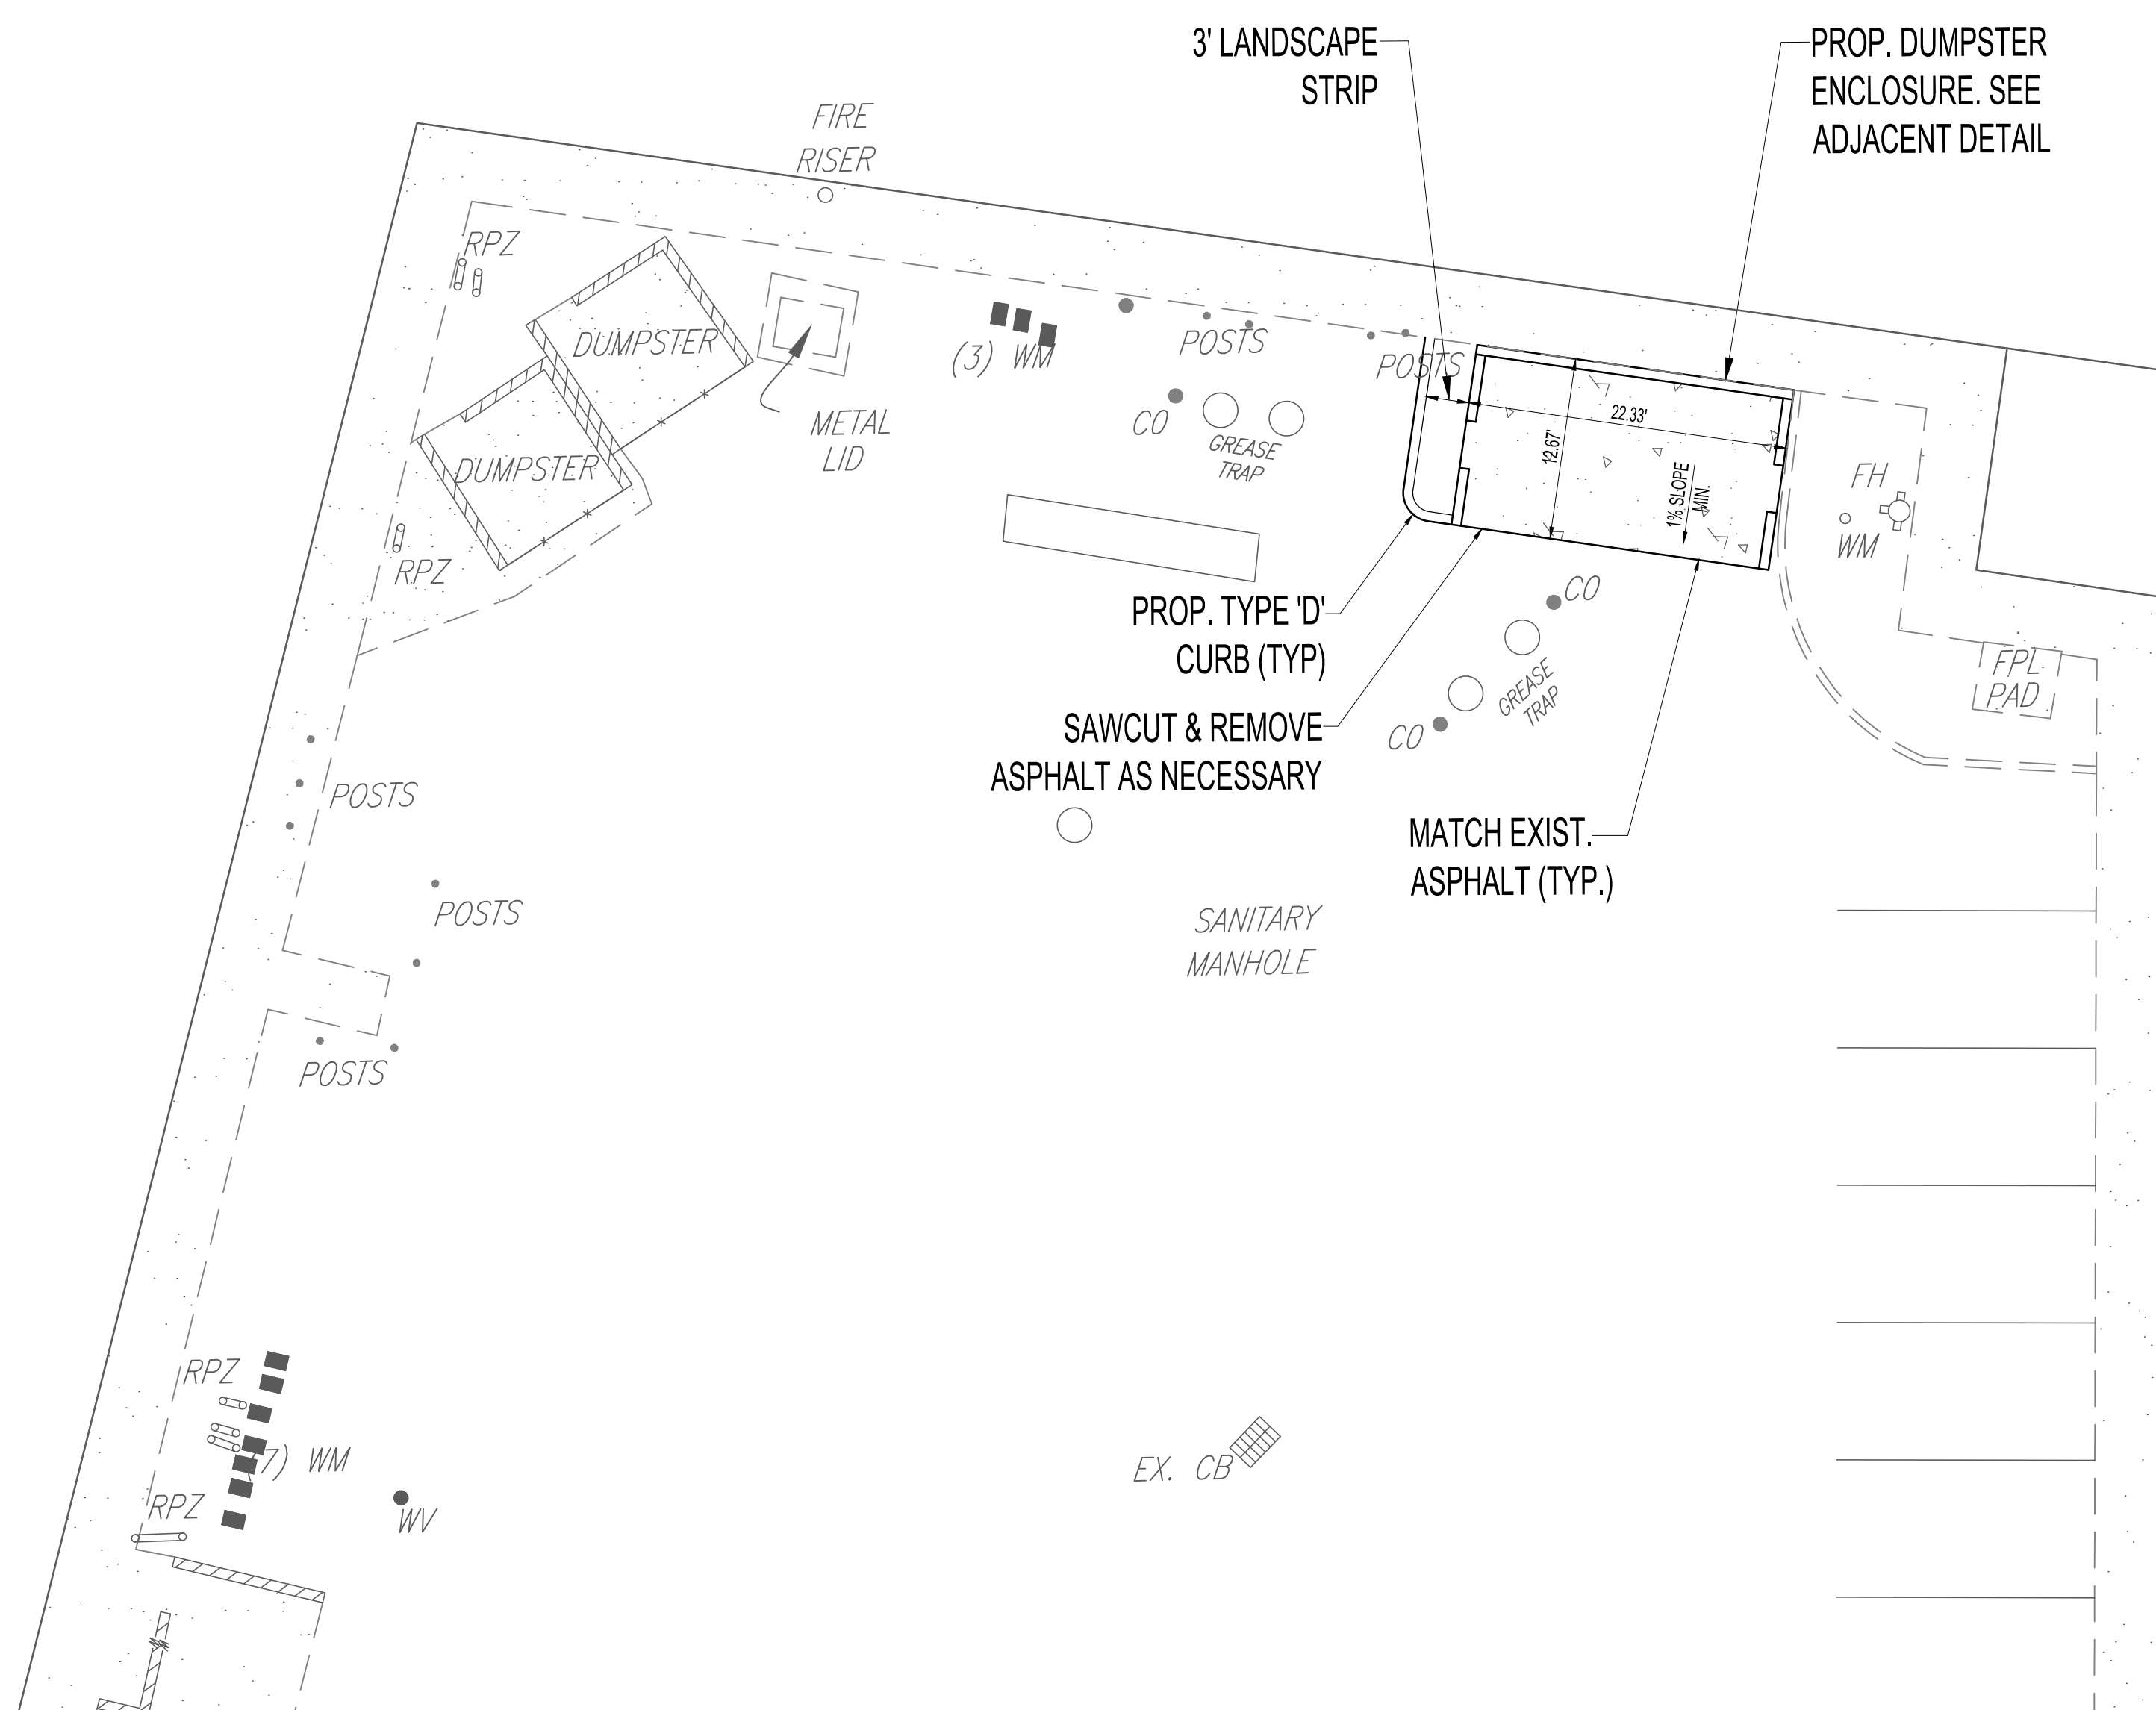 3' LANDSCAPE
STRIP
PROP. DUMPSTER
ENCLOSURE. SEE
ADJACENT DETAIL
FIRE
RISER
RPZ
DUMPSTER
DUMPSTER
METAL
LID
(3) WM
POSTS
POSTS
CO
GREASE
TRAP
22.33'
12.67'
1% SLOPE
MIN.
FH
WM
RPZ
PROP. TYPE 'D'
CURB (TYP)
CO
GREASE
TRAP
CO
FPL
PAD
SAWCUT & REMOVE
ASPHALT AS NECESSARY
POSTS
MATCH EXIST.
ASPHALT (TYP.)
POSTS
SANITARY
MANHOLE
POSTS
RPZ
(7) WM
RPZ
WV
EX. CB